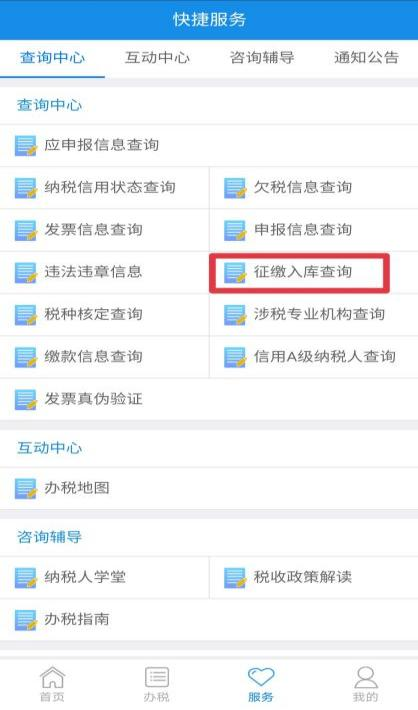 快捷服务
查询中心 互动中心 咨询辅导 通知公告
查询中心
应申报信息查询
纳税信用状态查询 欠税信息查询
发票信息查询 申报信息查询
违法违章信息 征缴入库查询
税种核定查询 涉税专业机构查询
缴款信息查询 信用A级纳税人查询
发票真伪验证
互动中心
办税地图
咨询辅导
纳税人学堂 税收政策解读
办税指南
首页 办税 服务 我的